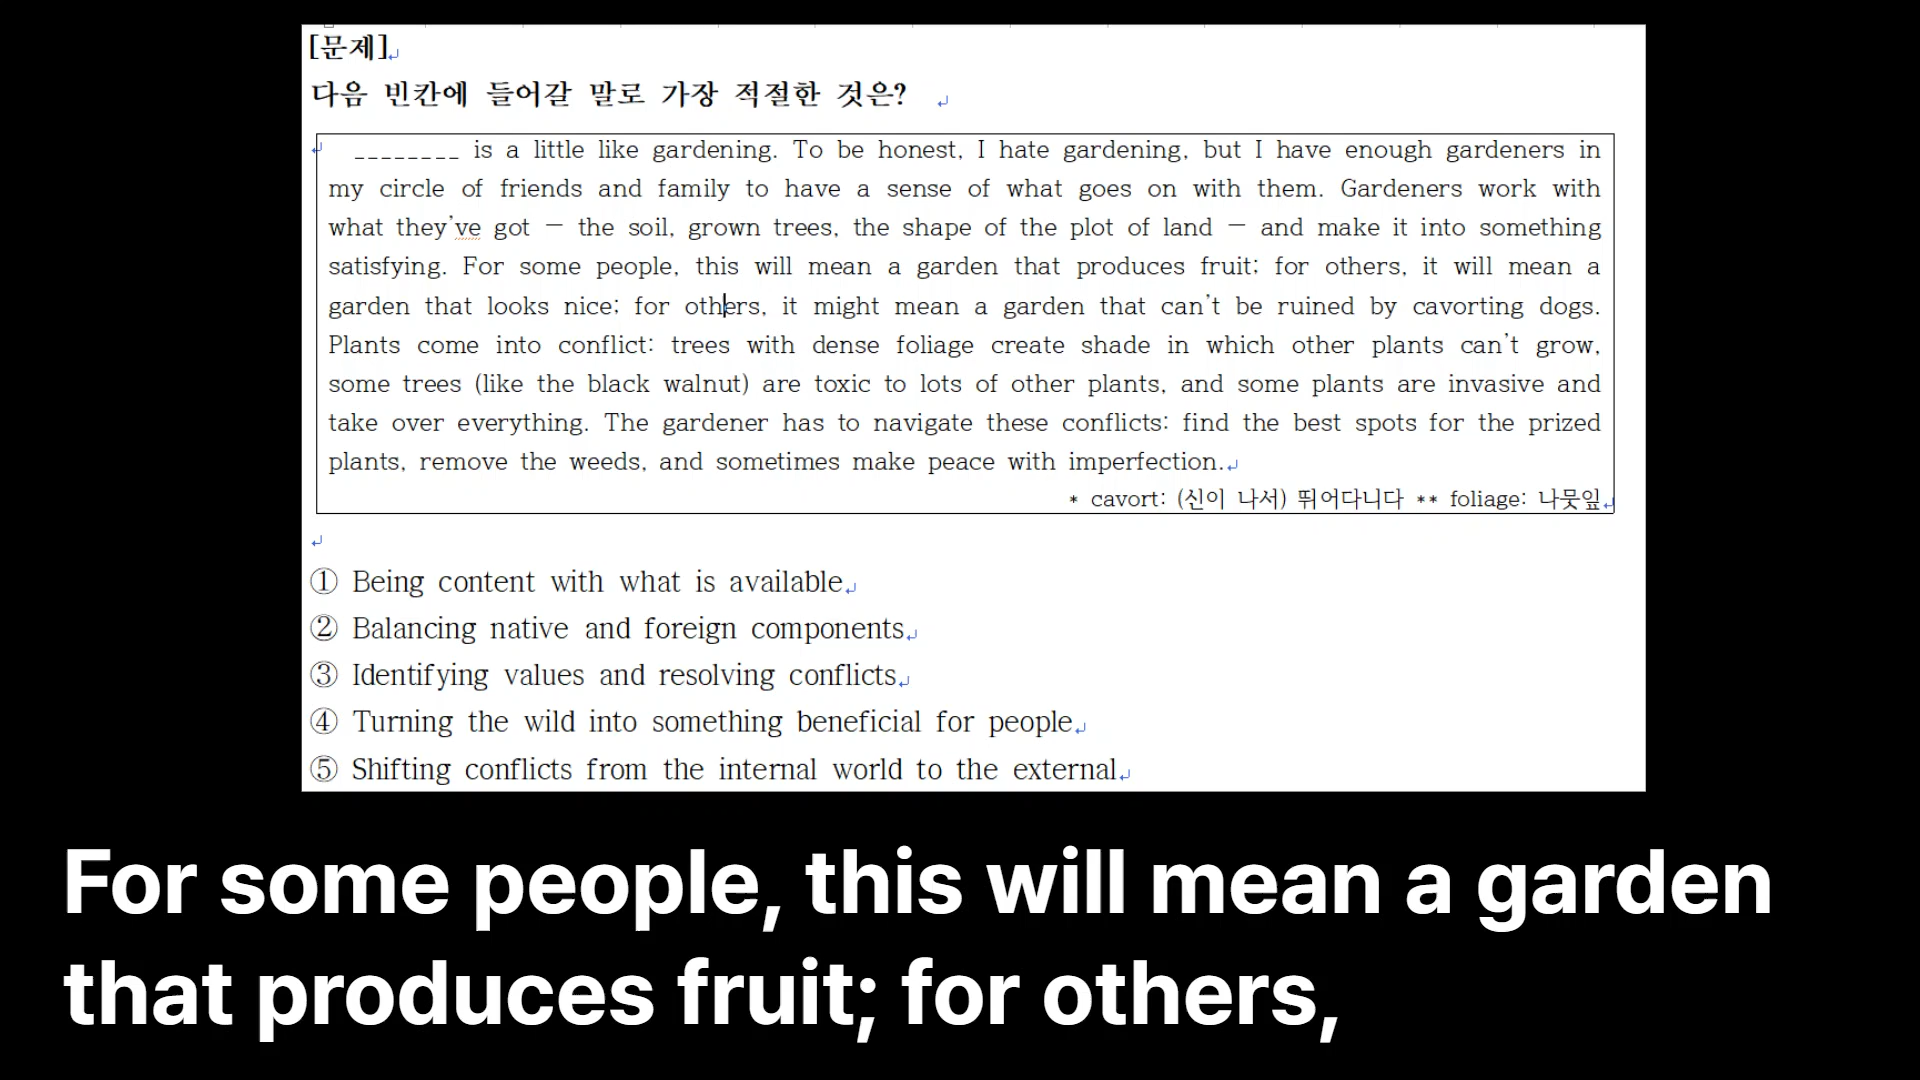 [문제]
다음 빈칸에 들어갈 말로 가장 적절한 것은?
________ is a little like gardening. To be honest, I hate gardening, but I have enough gardeners in
my circle of friends and family to have a sense of what goes on with them. Gardeners work with
what they've got — the soil, grown trees, the shape of the plot of land — and make it into something
satisfying. For some people, this will mean a garden that produces fruit; for others, it will mean a
garden that looks nice; for others, it might mean a garden that can't be ruined by cavorting dogs.
Plants come into conflict: trees with dense foliage create shade in which other plants can't grow,
some trees (like the black walnut) are toxic to lots of other plants, and some plants are invasive and
take over everything. The gardener has to navigate these conflicts: find the best spots for the prized
plants, remove the weeds, and sometimes make peace with imperfection.
* cavort: (신이 나서) 뛰어다니다 ** foliage: 나뭇잎
① Being content with what is available
② Balancing native and foreign components
③ Identifying values and resolving conflicts
④ Turning the wild into something beneficial for people
⑤ Shifting conflicts from the internal world to the external
For some people, this will mean a garden
that produces fruit; for others,